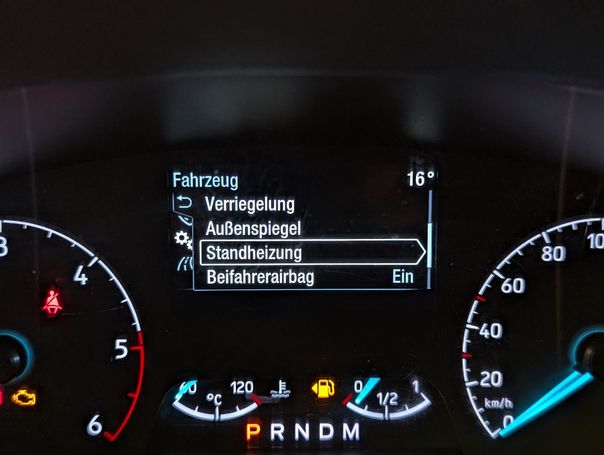 Fahrzeug 16°
Verriegelung
Außenspiegel
Standheizung
Beifahrerairbag Ein
3
4
5
6
100
80
60
40
20
0
km/h
60 120
°C
0 1
1/2
P R N D M